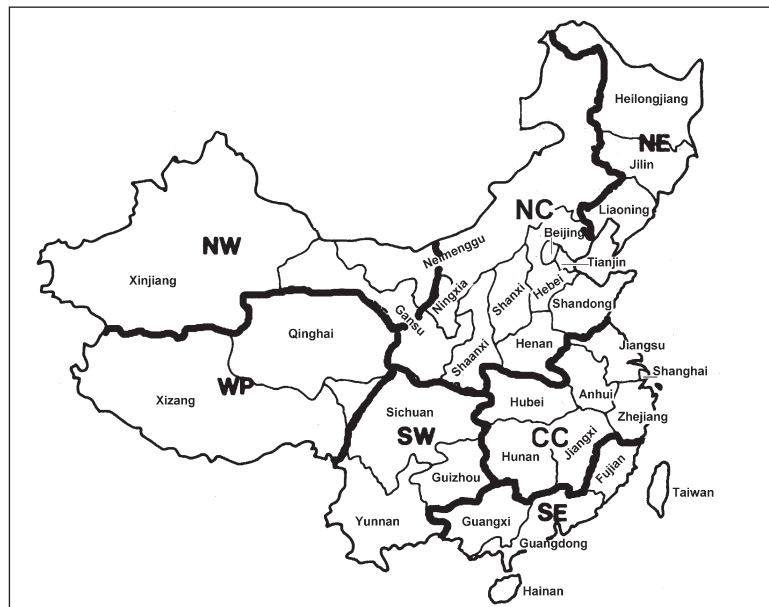 Heilongjiang
NE
Jilin
NC
Liaoning
Beijing
NW
Neimenggu
Tianjin
Xinjiang
Ningxia
Shanxi
Hebei
Shandong
Gansu
Qinghai
Shaanxi
Henan
Jiangsu
Shanghai
WP
Xizang
Anhui
Hubei
Zhejiang
Sichuan
SW
CC
Jiangxi
Hunan
Guizhou
Fujian
Taiwan
SE
Yunnan
Guangxi
Guangdong
Hainan